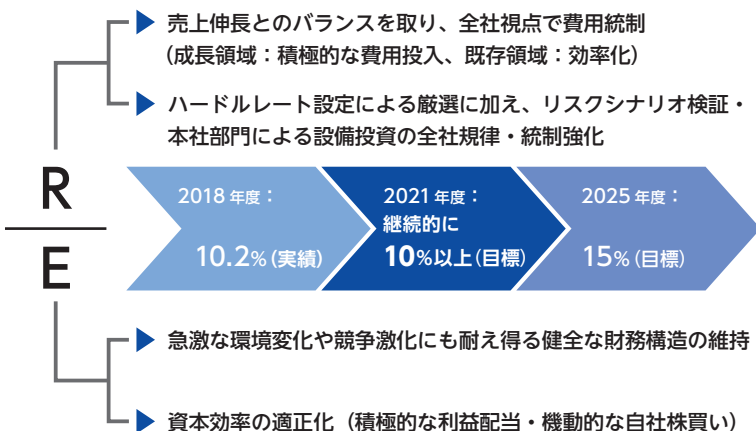 売上伸長とのバランスを取り、全社視点で費用統制
（成長領域：積極的な費用投入、既存領域：効率化）
ハードルレート設定による厳選に加え、リスクシナリオ検証・
本社部門による設備投資の全社規律・統制強化
R
E
2018 年度：
10.2%（実績）
2021 年度：
継続的に
10%以上（目標）
2025 年度：
15%（目標）
急激な環境変化や競争激化にも耐え得る健全な財務構造の維持
資本効率の適正化（積極的な利益配当・機動的な自社株買い）